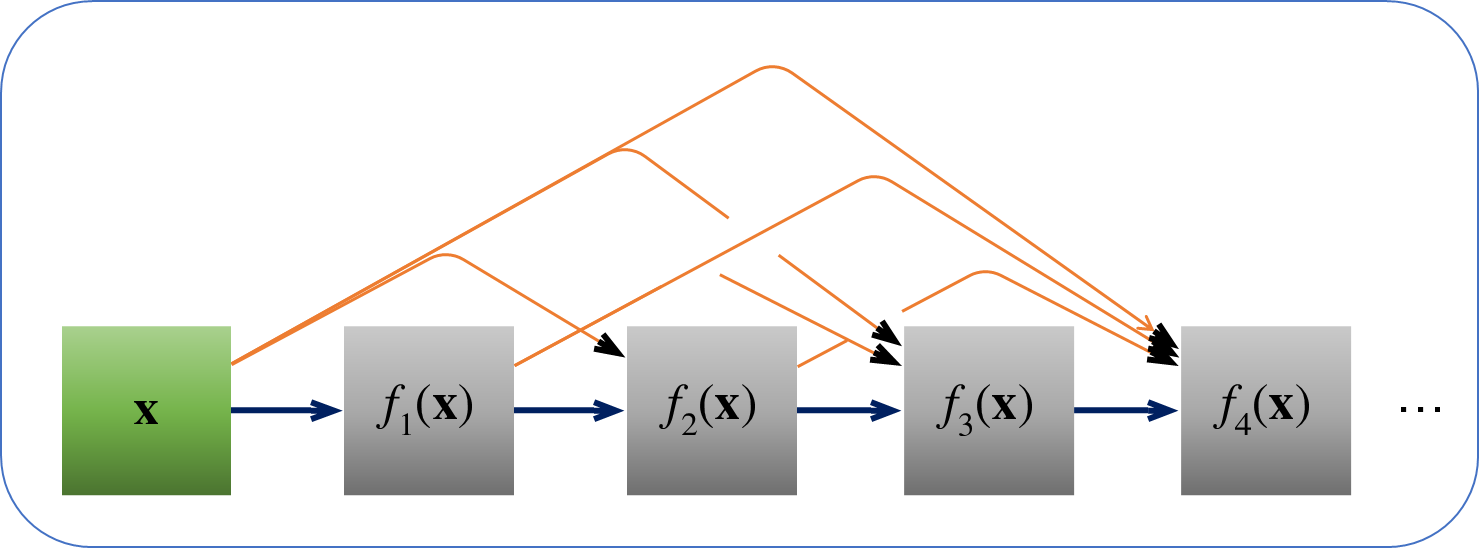 x f₁(x) f₂(x) f₃(x) f₄(x) ...